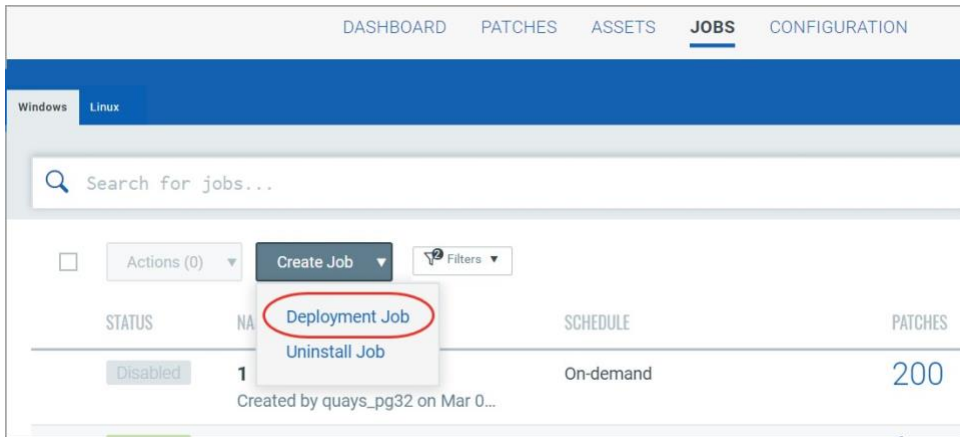 DASHBOARD PATCHES ASSETS JOBS CONFIGURATION
Windows Linux
Search for jobs...
Actions (0) Create Job 2 Filters
Deployment Job
Uninstall Job
STATUS NA SCHEDULE PATCHES
Disabled 1 On-demand 200
Created by quays_pg32 on Mar 0...